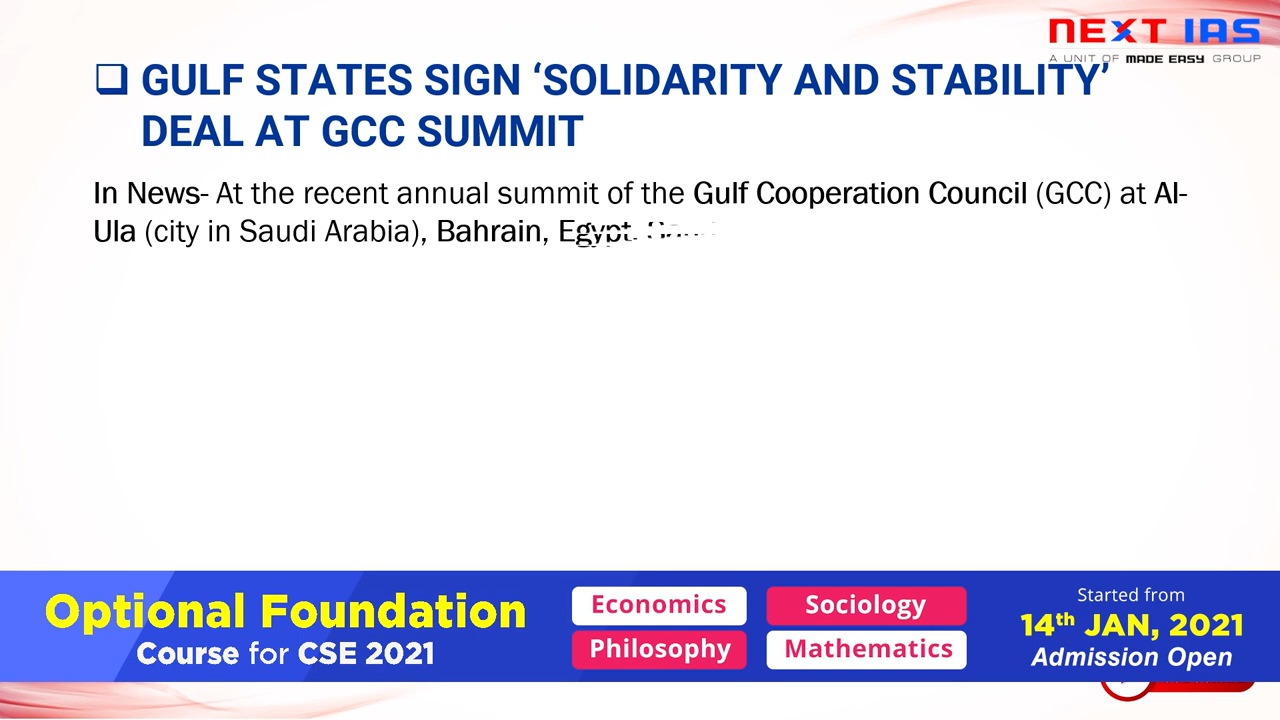 NEXT IAS
A UNIT OF MADE EASY GROUP
❑ GULF STATES SIGN ‘SOLIDARITY AND STABILITY’
DEAL AT GCC SUMMIT
In News- At the recent annual summit of the Gulf Cooperation Council (GCC) at Al-
Ula (city in Saudi Arabia), Bahrain, Egypt,
Optional Foundation
Course for CSE 2021
Economics
Sociology
Philosophy
Mathematics
Started from
14th JAN, 2021
Admission Open